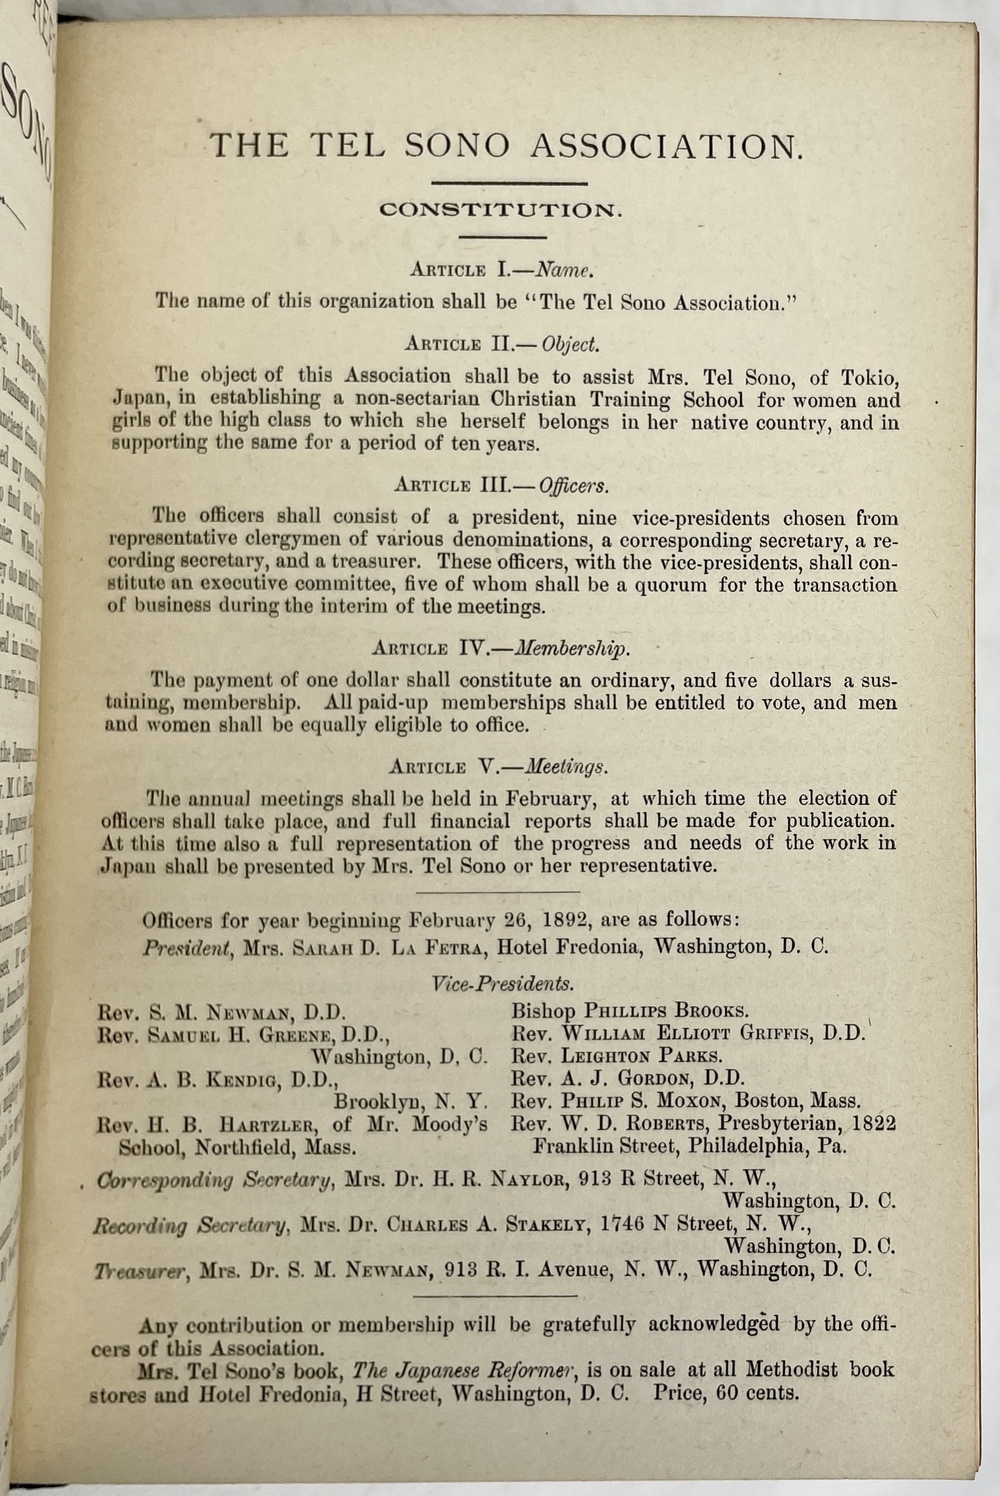 THE TEL SONO ASSOCIATION.
CONSTITUTION.
ARTICLE I.—Name.
The name of this organization shall be "The Tel Sono Association."
ARTICLE II.—Object.
The object of this Association shall be to assist Mrs. Tel Sono, of Tokio,
Japan, in establishing a non-sectarian Christian Training School for women and
girls of the high class to which she herself belongs in her native country, and in
supporting the same for a period of ten years.
ARTICLE III.—Officers.
The officers shall consist of a president, nine vice-presidents chosen from
representative clergymen of various denominations, a corresponding secretary, a re-
cording secretary, and a treasurer. These officers, with the vice-presidents, shall con-
stitute an executive committee, five of whom shall be a quorum for the transaction
of business during the interim of the meetings.
ARTICLE IV.—Membership.
The payment of one dollar shall constitute an ordinary, and five dollars a sus-
taining, membership. All paid-up memberships shall be entitled to vote, and men
and women shall be equally eligible to office.
ARTICLE V.—Meetings.
The annual meetings shall be held in February, at which time the election of
officers shall take place, and full financial reports shall be made for publication.
At this time also a full representation of the progress and needs of the work in
Japan shall be presented by Mrs. Tel Sono or her representative.
Officers for year beginning February 26, 1892, are as follows:
President, Mrs. SARAH D. LA FETRA, Hotel Fredonia, Washington, D. C.
Vice-Presidents.
Rev. S. M. NEWMAN, D.D.
Rev. SAMUEL H. GREENE, D.D.,
Washington, D. C.
Rev. A. B. KENDIG, D.D.,
Brooklyn, N. Y.
Rev. H. B. HARTZLER, of Mr. Moody's
School, Northfield, Mass.
Bishop PHILLIPS BROOKS.
Rev. WILLIAM ELLIOTT GRIFFIS, D.D.
Rev. LEIGHTON PARKS.
Rev. A. J. GORDON, D.D.
Rev. PHILIP S. MOXON, Boston, Mass.
Rev. W. D. ROBERTS, Presbyterian, 1822
Franklin Street, Philadelphia, Pa.
Corresponding Secretary, Mrs. Dr. H. R. NAYLOR, 913 R Street, N. W.,
Washington, D. C.
Recording Secretary, Mrs. Dr. CHARLES A. STAKELY, 1746 N Street, N. W.,
Washington, D. C.
Treasurer, Mrs. Dr. S. M. NEWMAN, 913 R. I. Avenue, N. W., Washington, D. C.
Any contribution or membership will be gratefully acknowledged by the offi-
cers of this Association.
Mrs. Tel Sono's book, The Japanese Reformer, is on sale at all Methodist book
stores and Hotel Fredonia, H Street, Washington, D. C. Price, 60 cents.